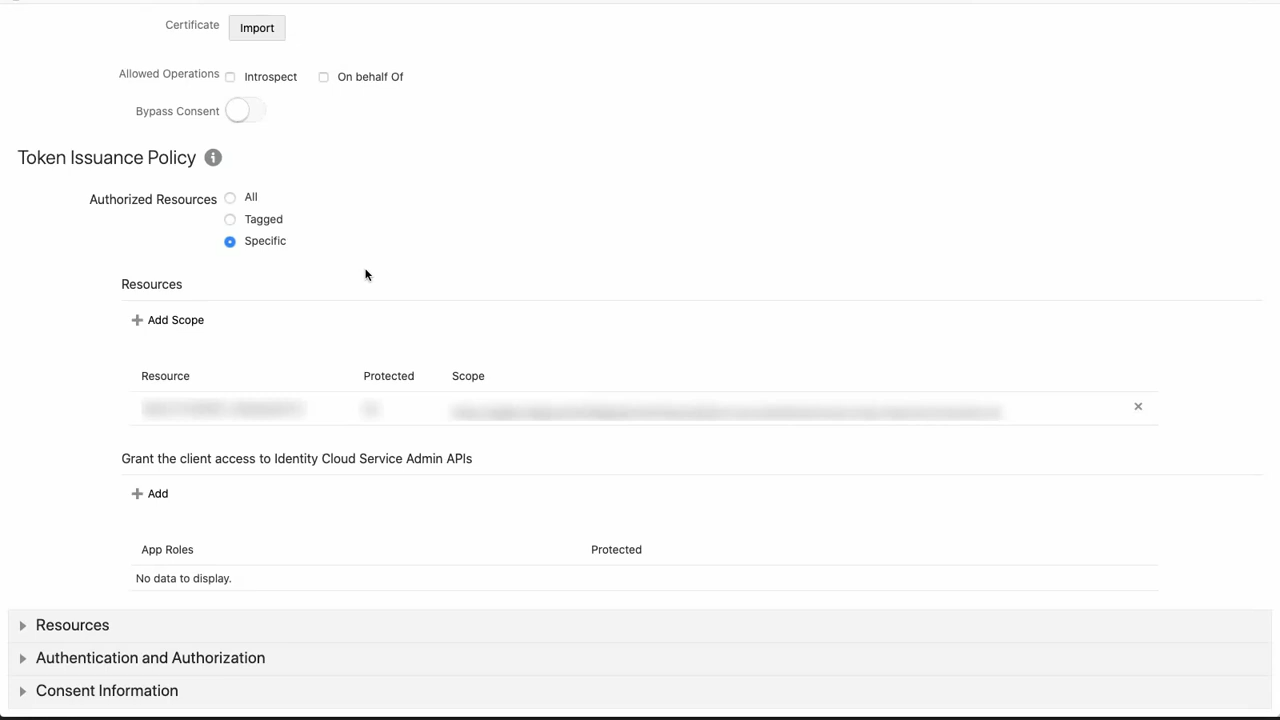 Certificate Import
Allowed Operations Introspect On behalf Of
Bypass Consent
Token Issuance Policy
Authorized Resources All
Tagged
Specific
Resources
Add Scope
Resource Protected Scope
Grant the client access to Identity Cloud Service Admin APIs
Add
App Roles Protected
No data to display.
Resources
Authentication and Authorization
Consent Information